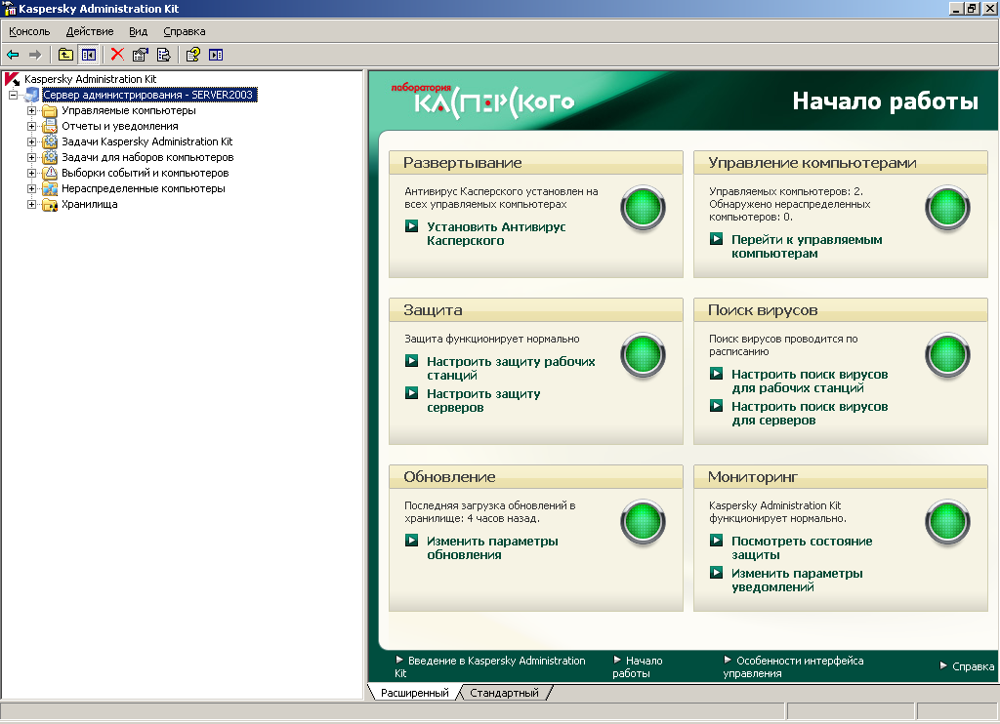 Kaspersky Administration Kit
Консоль Действие Вид Справка
Kaspersky Administration Kit
Сервер администрирования - SERVER2003
Управляемые компьютеры
Отчеты и уведомления
Задачи Kaspersky Administration Kit
Задачи для наборов компьютеров
Выборки событий и компьютеров
Нераспределенные компьютеры
Хранилища
лаборатория
КАСПЕРСКОГО
Начало работы
Развертывание
Антивирус Касперского установлен на
всех управляемых компьютерах
Установить Антивирус
Касперского
Управление компьютерами
Управляемых компьютеров: 2.
Обнаружено нераспределенных
компьютеров: 0.
Перейти к управляемым
компьютерам
Защита
Защита функционирует нормально
Настроить защиту рабочих
станций
Настроить защиту
серверов
Поиск вирусов
Поиск вирусов проводится по
расписанию
Настроить поиск вирусов
для рабочих станций
Настроить поиск вирусов
для серверов
Обновление
Последняя загрузка обновлений в
хранилище: 4 часов назад.
Изменить параметры
обновления
Мониторинг
Kaspersky Administration Kit
функционирует нормально.
Посмотреть состояние
защиты
Изменить параметры
уведомлений
Введение в Kaspersky Administration
Kit
Начало
работы
Особенности интерфейса
управления
Справка
Расширенный Стандартный